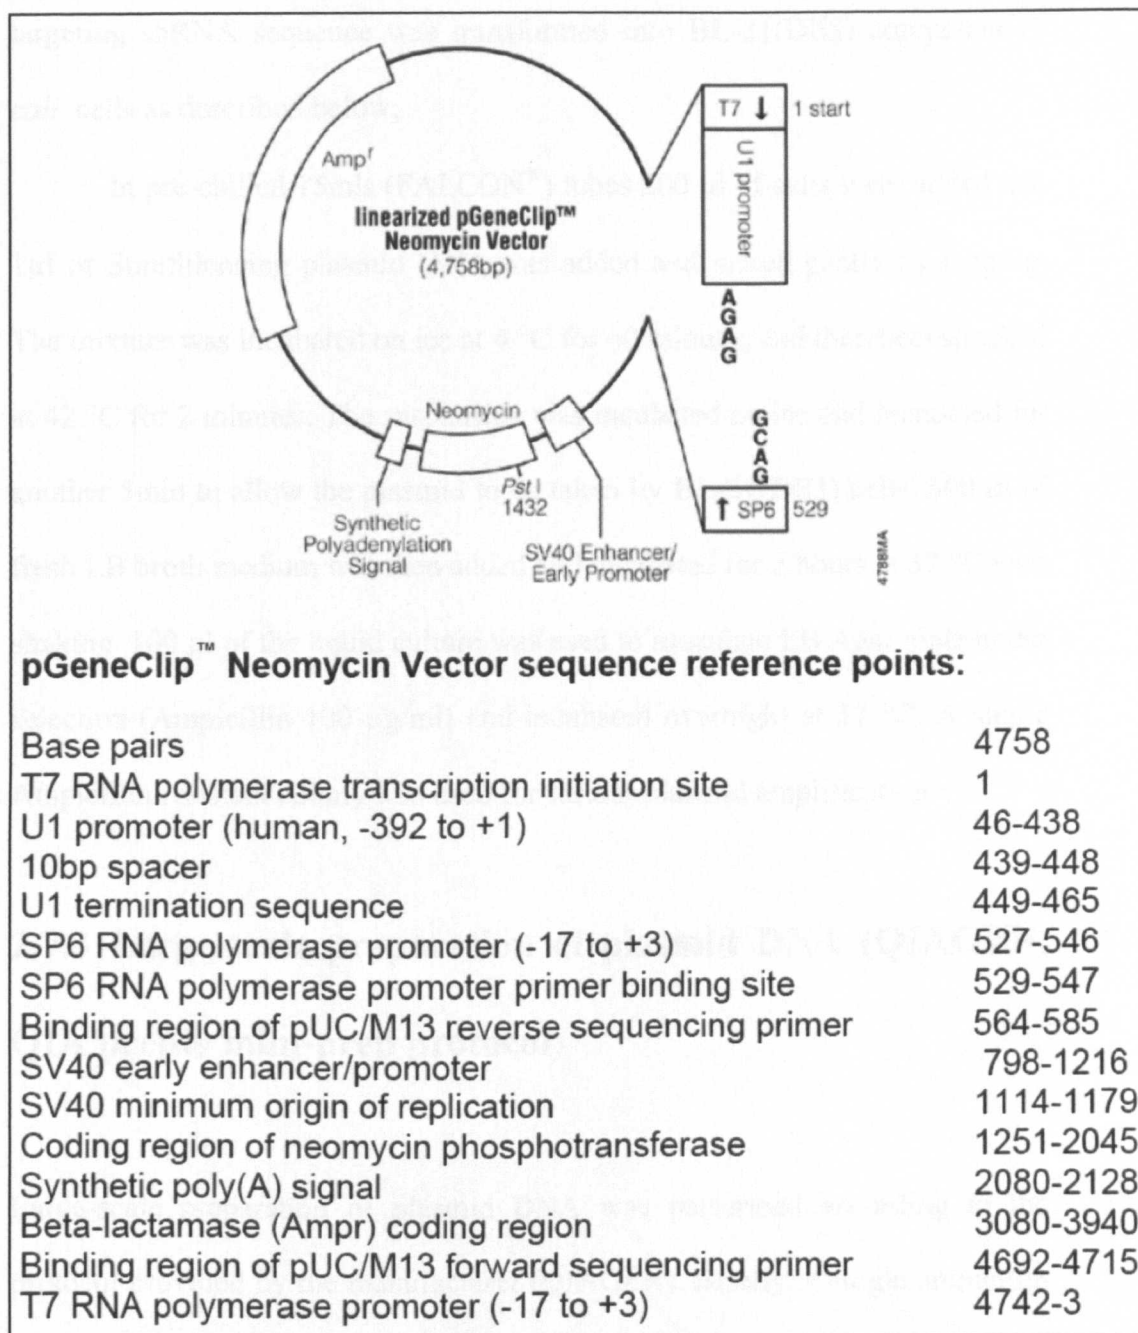 T7 ↓ 1 start
U1 promoter
Ampr
linearized pGeneClip™
Neomycin Vector
(4,758bp)
AGAG
GCAG
↑ SP6 529
Neomycin
Pst I
1432
Synthetic
Polyadenylation
Signal
SV40 Enhancer/
Early Promoter
4788MA
pGeneClip™ Neomycin Vector sequence reference points:
Base pairs 4758
T7 RNA polymerase transcription initiation site 1
U1 promoter (human, -392 to +1) 46-438
10bp spacer 439-448
U1 termination sequence 449-465
SP6 RNA polymerase promoter (-17 to +3) 527-546
SP6 RNA polymerase promoter primer binding site 529-547
Binding region of pUC/M13 reverse sequencing primer 564-585
SV40 early enhancer/promoter 798-1216
SV40 minimum origin of replication 1114-1179
Coding region of neomycin phosphotransferase 1251-2045
Synthetic poly(A) signal 2080-2128
Beta-lactamase (Ampr) coding region 3080-3940
Binding region of pUC/M13 forward sequencing primer 4692-4715
T7 RNA polymerase promoter (-17 to +3) 4742-3